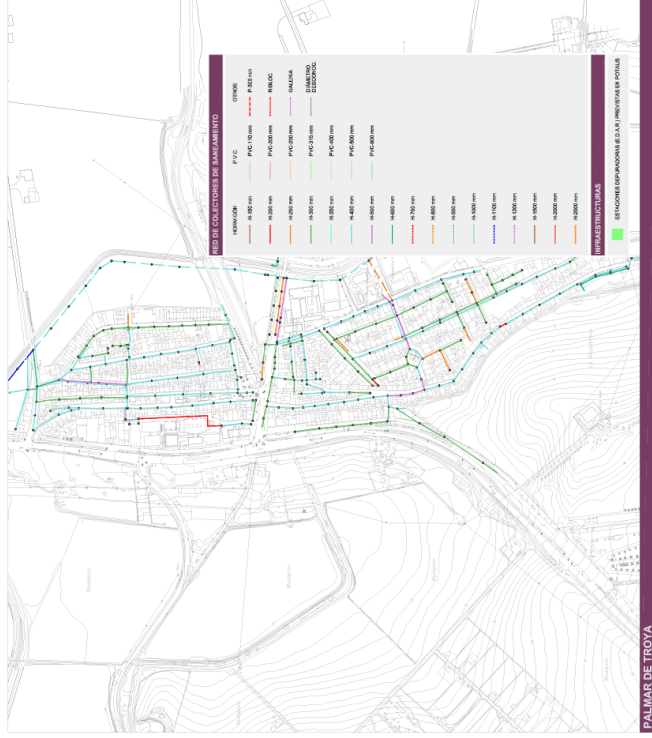 PALMAR DE TROYA
RED DE COLECTORES DE SANEAMIENTO
HORMIGÓN
H-150 mm
H-200 mm
H-250 mm
H-300 mm
H-350 mm
H-400 mm
H-500 mm
H-600 mm
H-700 mm
H-800 mm
H-900 mm
H-1000 mm
H-1100 mm
H-1200 mm
H-1500 mm
H-2000 mm
H-2500 mm
P.V.C.
PVC-110 mm
PVC-200 mm
PVC-250 mm
PVC-315 mm
PVC-400 mm
PVC-500 mm
PVC-600 mm
OTROS
P-500 mm
RIBLOC
GALERIA
DIÁMETRO
DESCONOC.
INFRAESTRUCTURAS
ESTACIONES DEPURADORAS (E.D.A.R.) PREVISTAS EN POTAUS